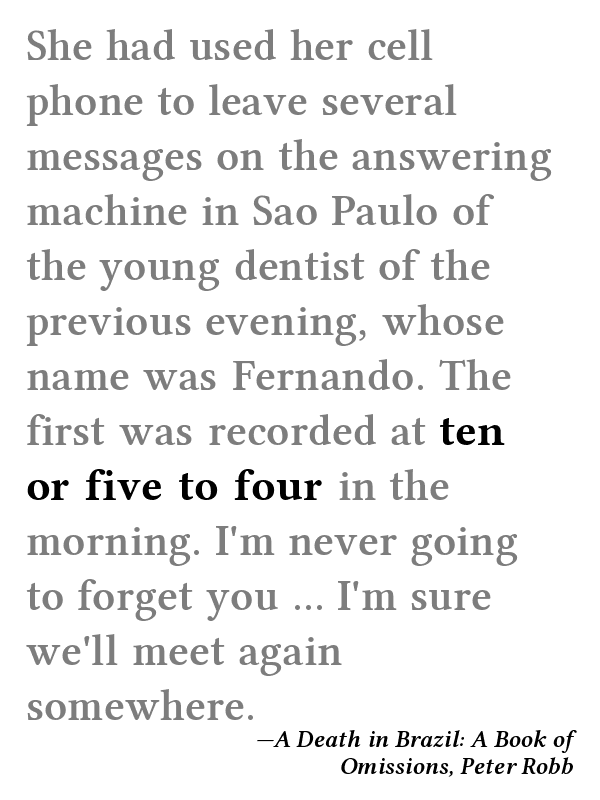 She had used her cell
phone to leave several
messages on the answering
machine in Sao Paulo of
the young dentist of the
previous evening, whose
name was Fernando. The
first was recorded at ten
or five to four in the
morning. I'm never going
to forget you ... I'm sure
we'll meet again
somewhere.
—A Death in Brazil: A Book of
Omissions, Peter Robb